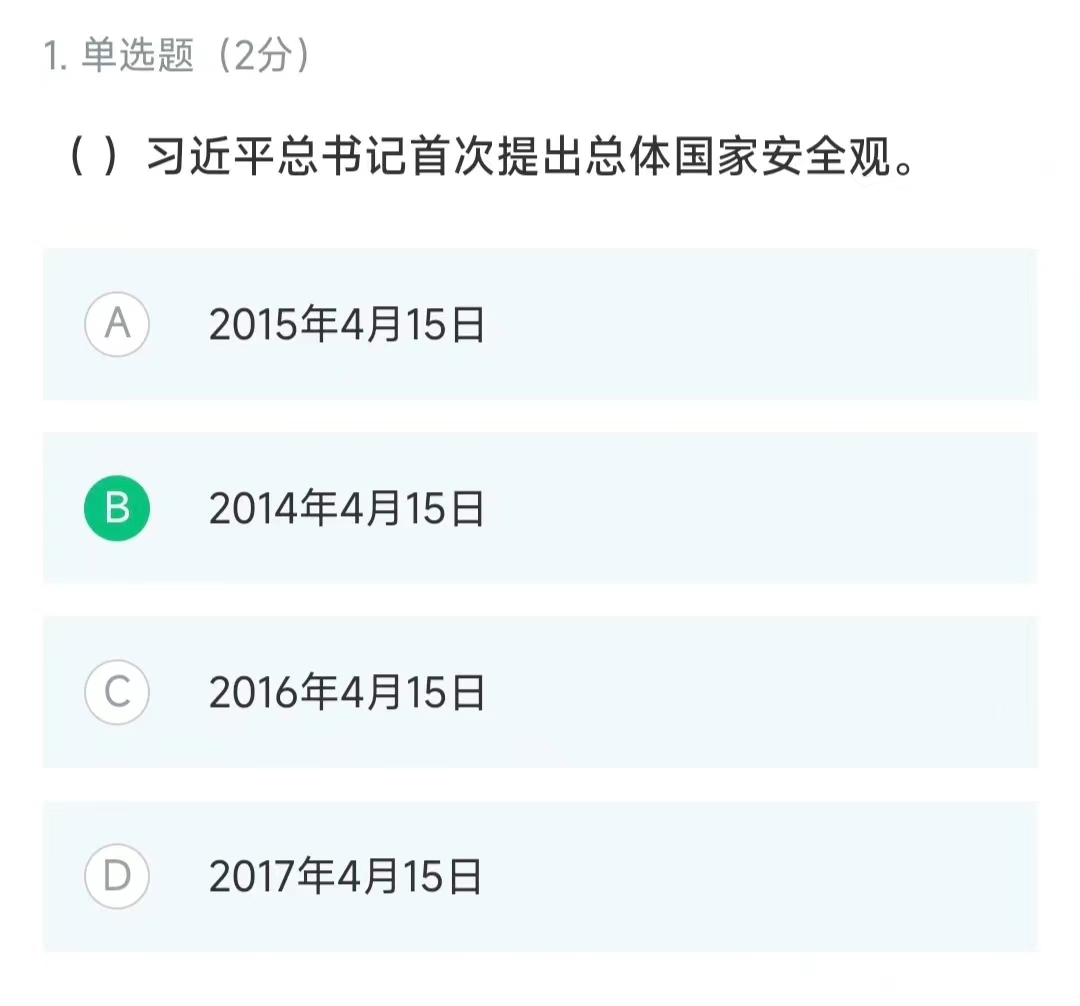 1. 单选题（2分）
（ ）习近平总书记首次提出总体国家安全观。
A 2015年4月15日
B 2014年4月15日
C 2016年4月15日
D 2017年4月15日